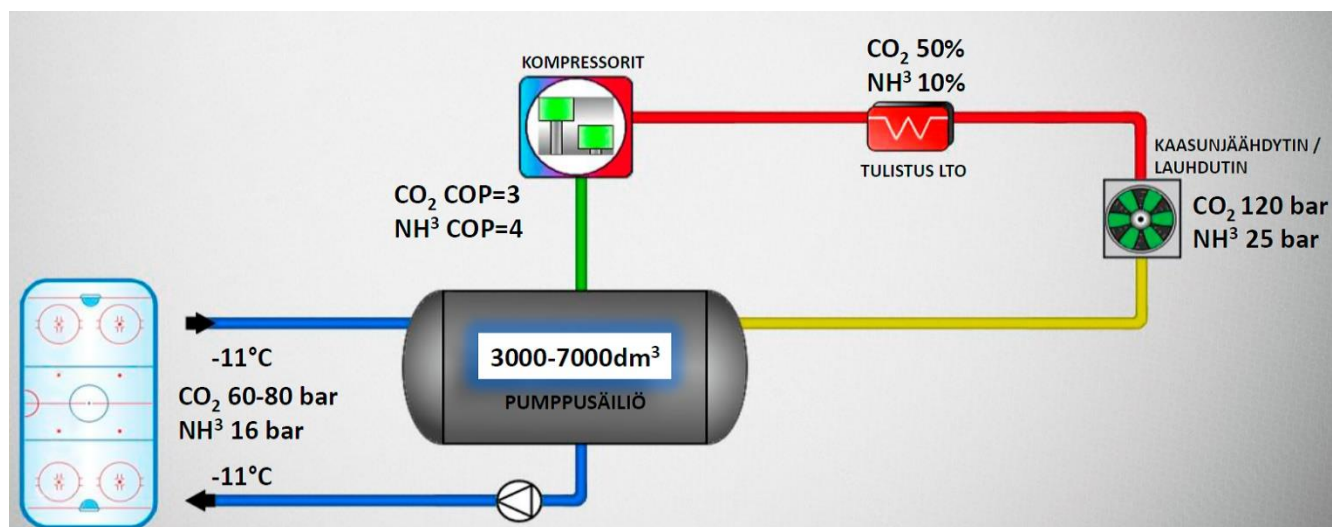 KOMPRESSORIT
CO₂ 50%
NH³ 10%
TULISTUS LTO
KAASUNJÄÄHDYTIN /
LAUHDUTIN
CO₂ 120 bar
NH³ 25 bar
CO₂ COP=3
NH³ COP=4
-11°C
CO₂ 60-80 bar
NH³ 16 bar
-11°C
3000-7000dm³
PUMPPUSÄILIÖ